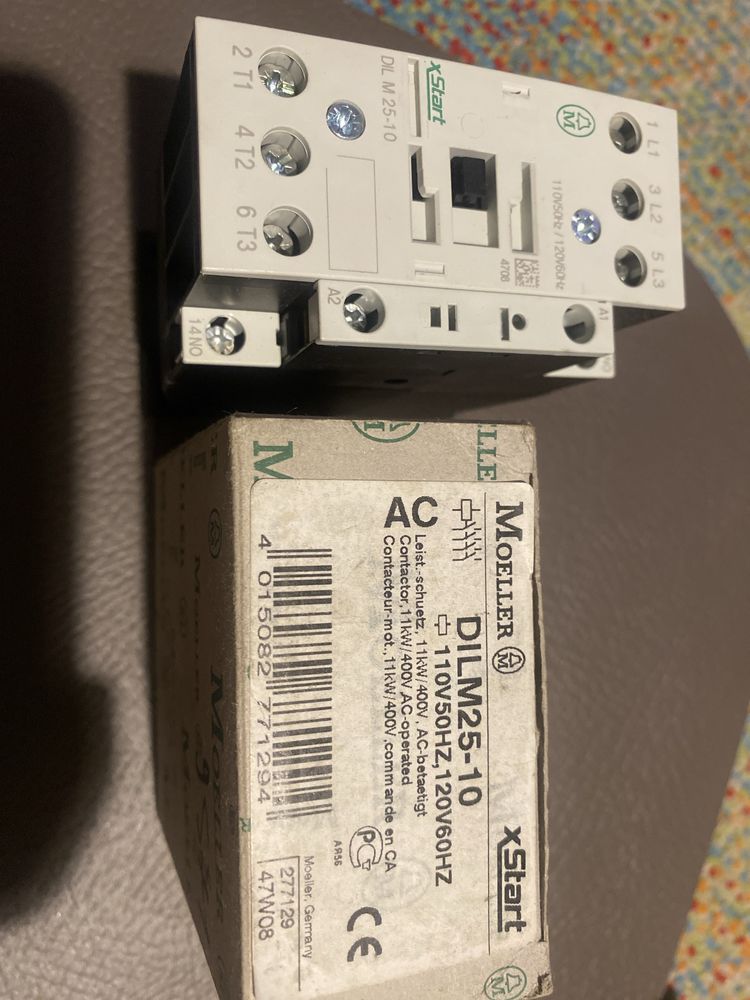 2 T1
4 T2
6 T3
DIL M 25-10
xStart
M
1 L1
3 L2
5 L3
110V50Hz / 120V60Hz
4708
A2
A1
14NO
MOELLER
M
xStart
DILM25-10
110V50HZ,120V60HZ
AC
Leist.-schuetz, 11kW/400V, AC-betaetigt
Contactor,11kW/400V AC-operated
Contacteur-mot.,11kW/400V,commande en CA
4 015082 771294
AR56
CE
Moeller, Germany
277129
47W08